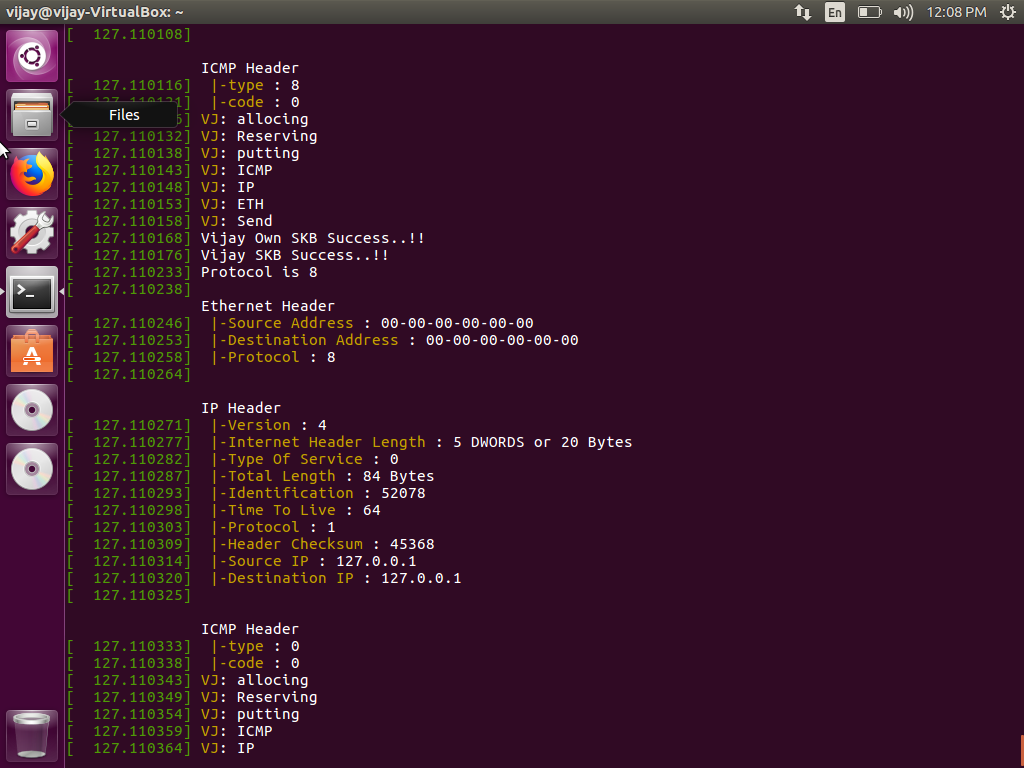 vijay@vijay-VirtualBox: ~ En 12:08 PM
[  127.110108]
ICMP Header
[  127.110116]  |-type : 8
[  127.110121]  |-code : 0
Files
6] VJ: allocing
[  127.110132] VJ: Reserving
[  127.110138] VJ: putting
[  127.110143] VJ: ICMP
[  127.110148] VJ: IP
[  127.110153] VJ: ETH
[  127.110158] VJ: Send
[  127.110168] Vijay Own SKB Success..!!
[  127.110176] Vijay SKB Success..!!
[  127.110233] Protocol is 8
[  127.110238]
Ethernet Header
[  127.110246]  |-Source Address : 00-00-00-00-00-00
[  127.110253]  |-Destination Address : 00-00-00-00-00-00
[  127.110258]  |-Protocol : 8
[  127.110264]
IP Header
[  127.110271]  |-Version : 4
[  127.110277]  |-Internet Header Length : 5 DWORDS or 20 Bytes
[  127.110282]  |-Type Of Service : 0
[  127.110287]  |-Total Length : 84 Bytes
[  127.110293]  |-Identification : 52078
[  127.110298]  |-Time To Live : 64
[  127.110303]  |-Protocol : 1
[  127.110309]  |-Header Checksum : 45368
[  127.110314]  |-Source IP : 127.0.0.1
[  127.110320]  |-Destination IP : 127.0.0.1
[  127.110325]
ICMP Header
[  127.110333]  |-type : 0
[  127.110338]  |-code : 0
[  127.110343] VJ: allocing
[  127.110349] VJ: Reserving
[  127.110354] VJ: putting
[  127.110359] VJ: ICMP
[  127.110364] VJ: IP